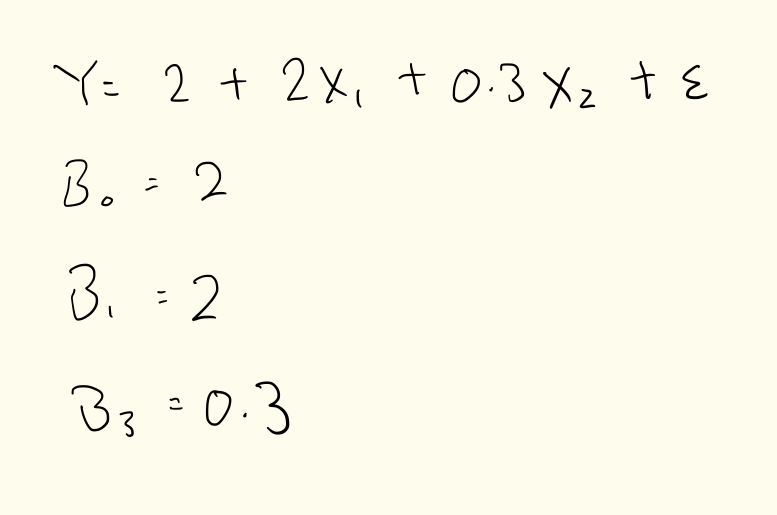 Y = 2 + 2X₁ + 0.3X₂ + ε
B₀ = 2
B₁ = 2
B₃ = 0.3